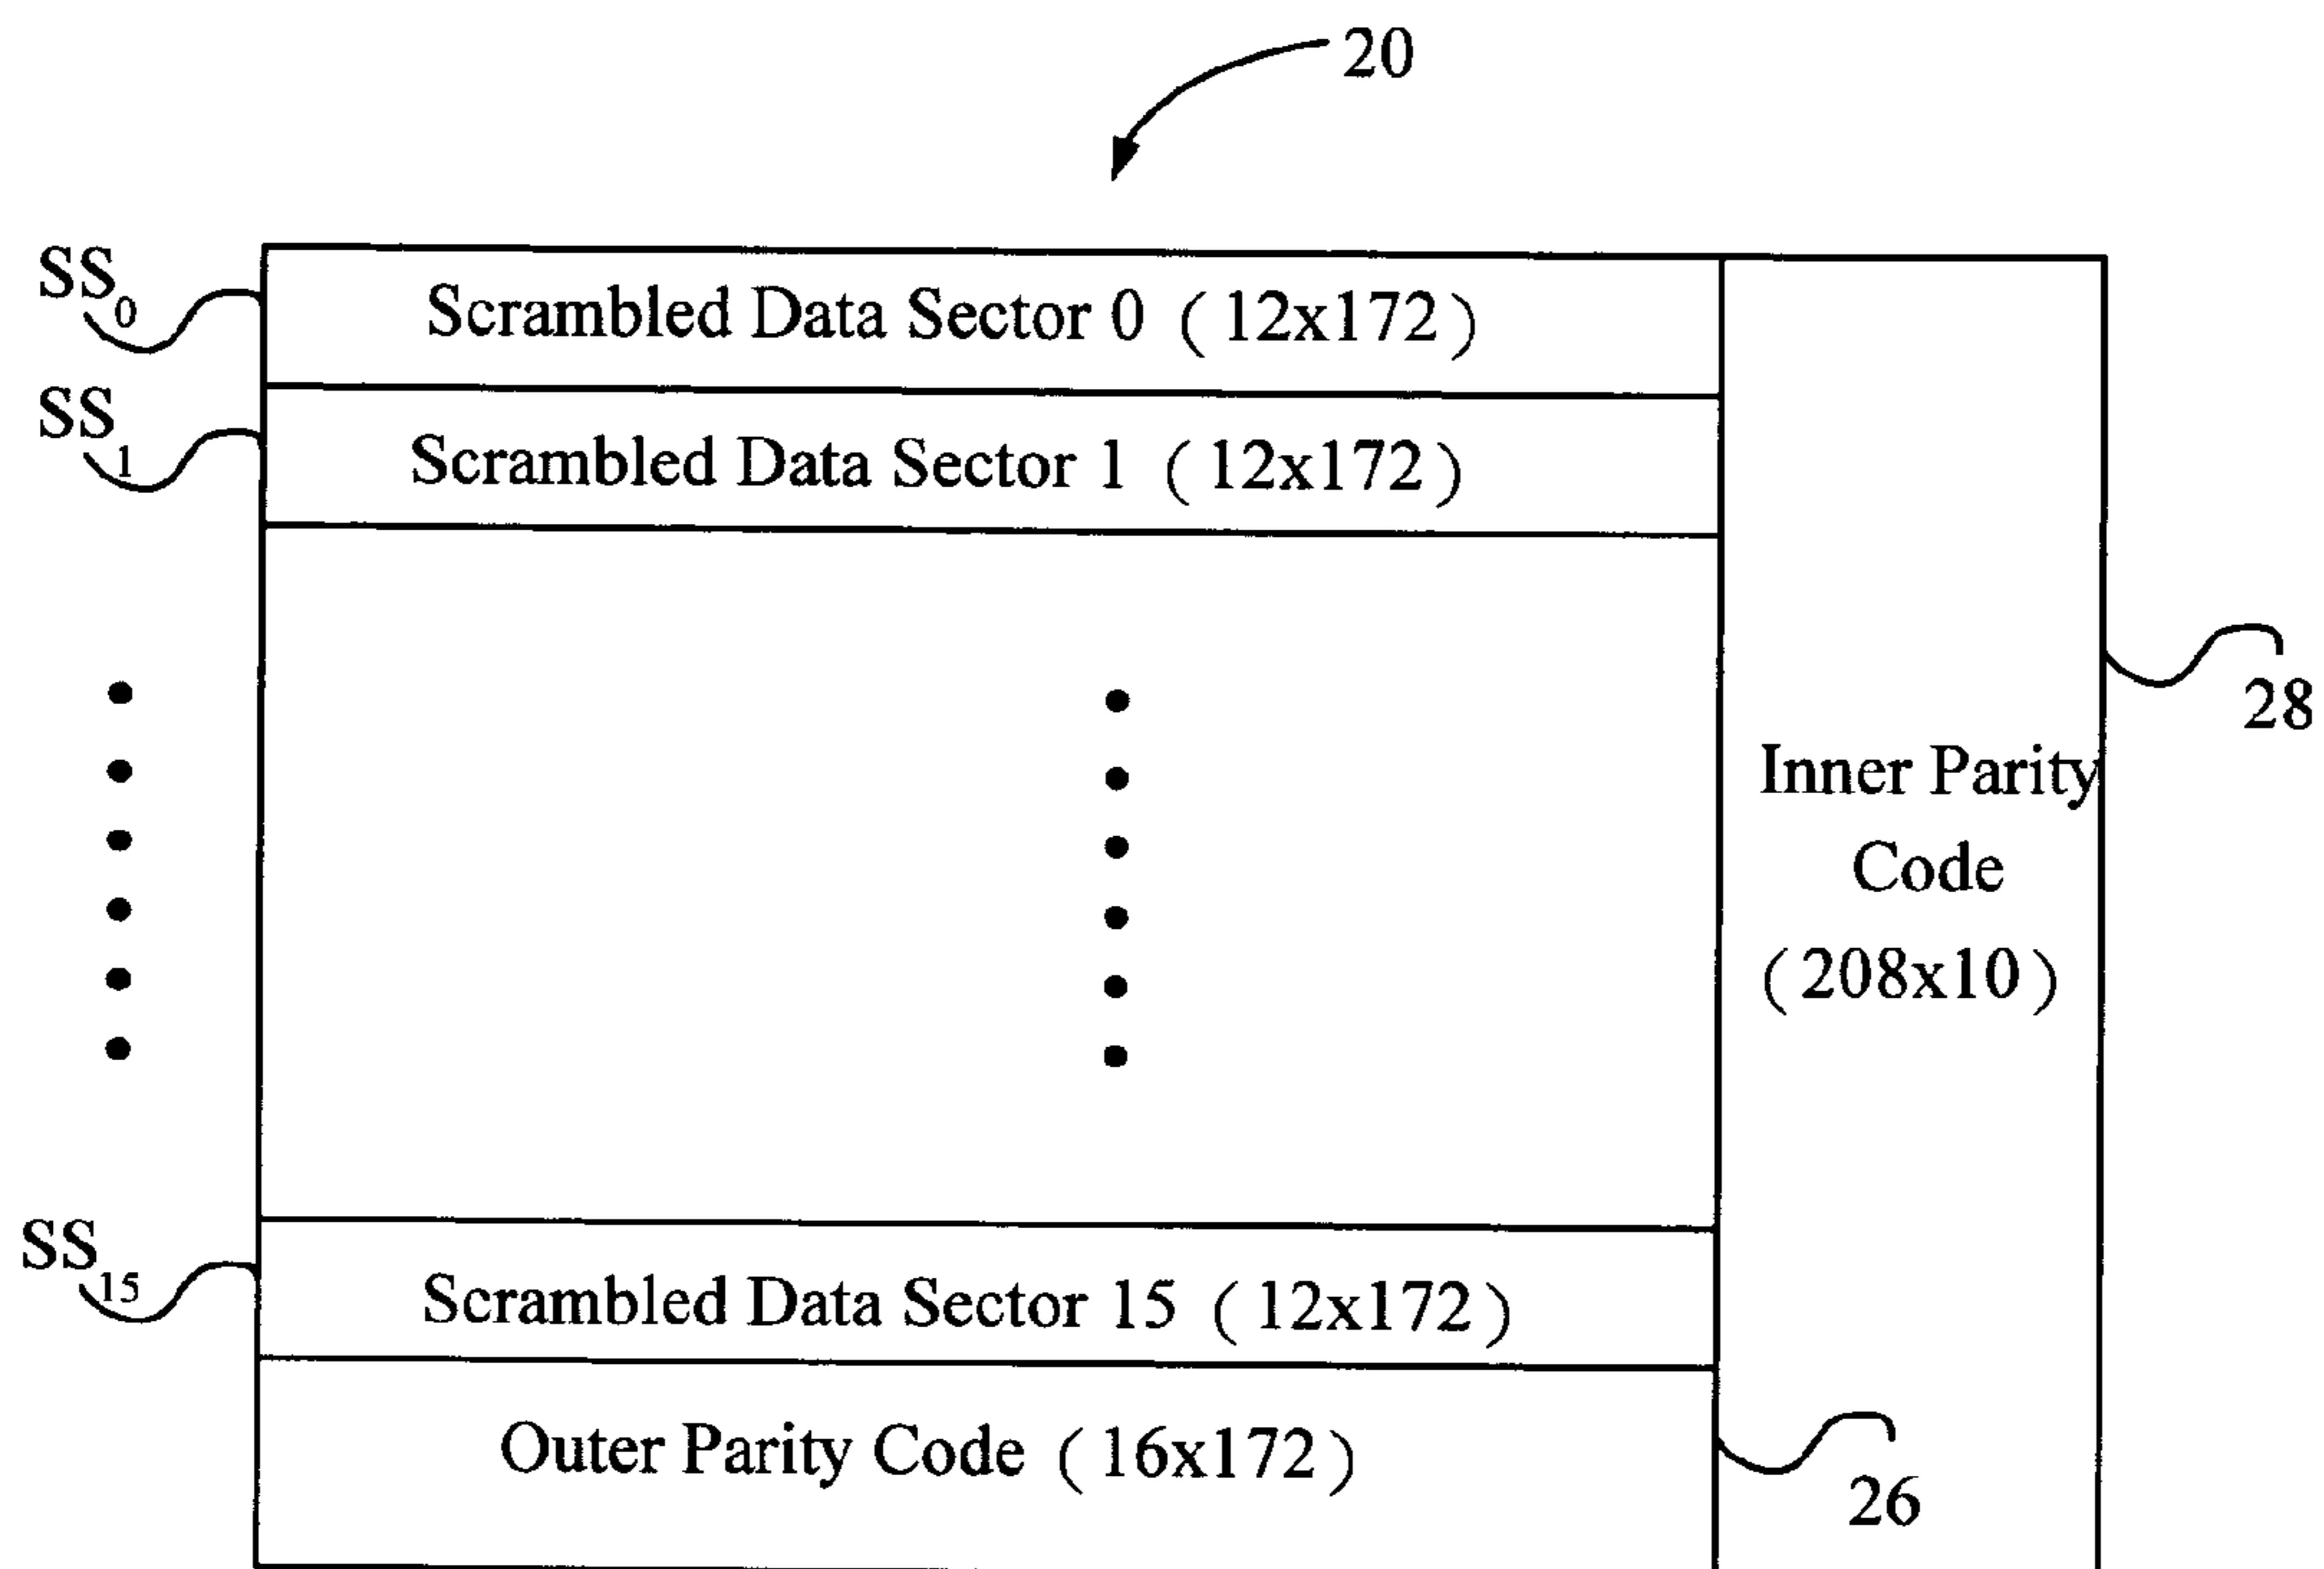 20
SS0
Scrambled Data Sector 0 (12x172)
SS1
Scrambled Data Sector 1 (12x172)
28
Inner Parity
Code
(208x10)
SS15
Scrambled Data Sector 15 (12x172)
Outer Parity Code (16x172)
26